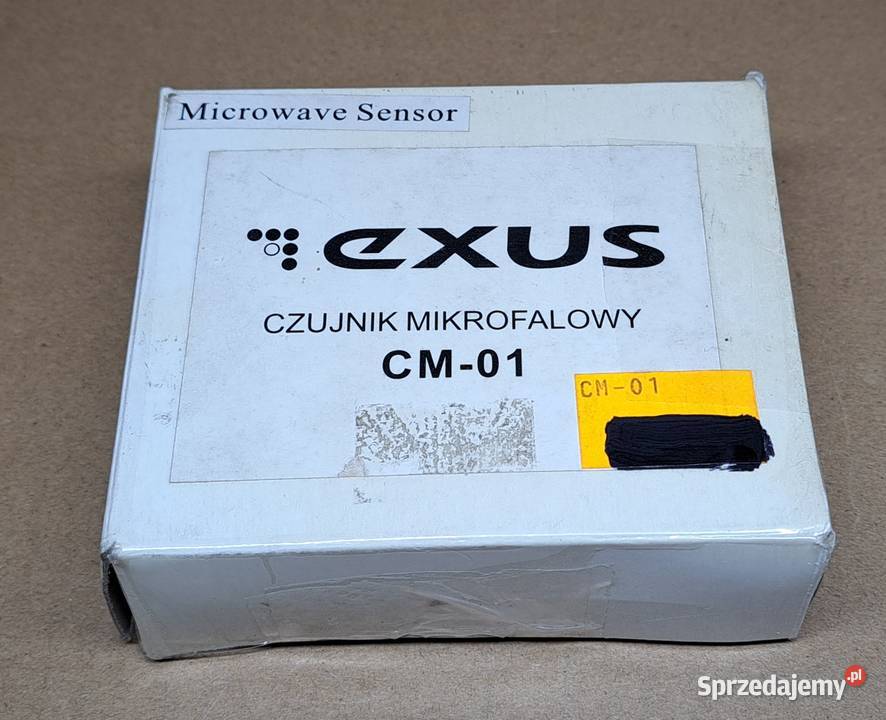 Microwave Sensor
exus
CZUJNIK MIKROFALOWY
CM-01
CM-01
Sprzedajemy.pl